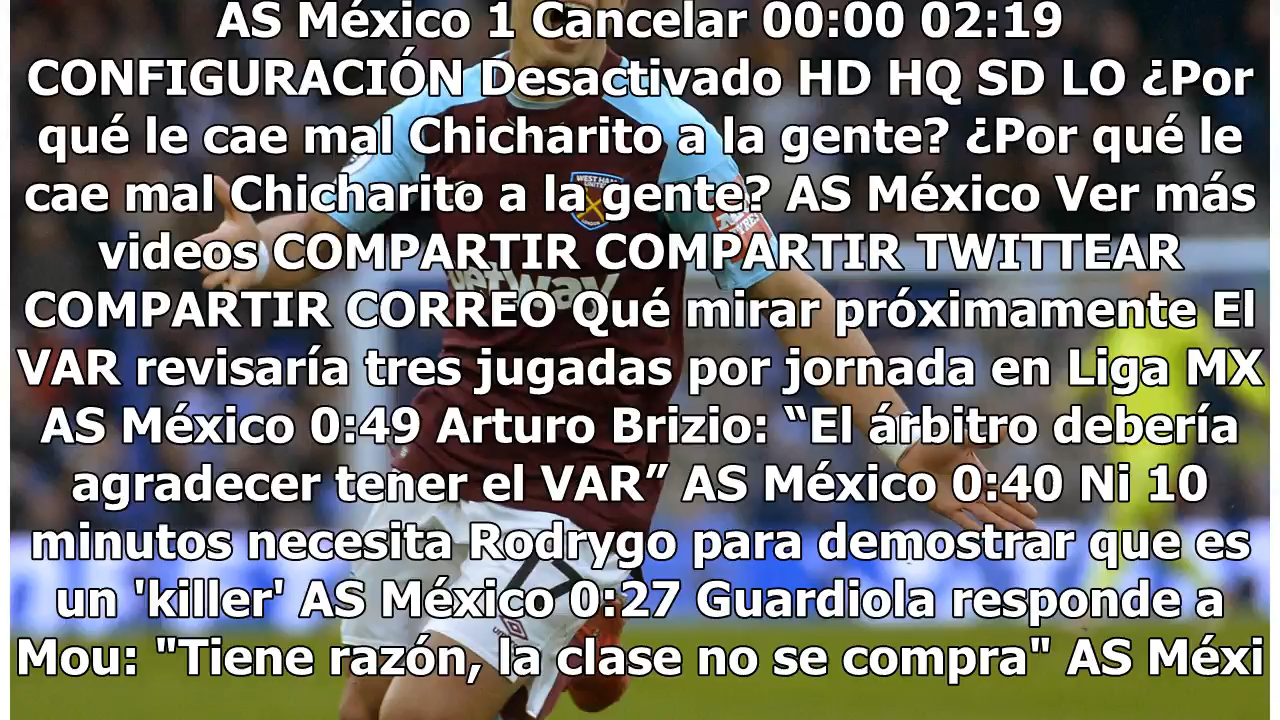 AS México 1 Cancelar 00:00 02:19
CONFIGURACIÓN Desactivado HD HQ SD LO ¿Por
qué le cae mal Chicharito a la gente? ¿Por qué le
cae mal Chicharito a la gente? AS México Ver más
videos COMPARTIR COMPARTIR TWITTEAR
COMPARTIR CORREO Qué mirar próximamente El
VAR revisaría tres jugadas por jornada en Liga MX
AS México 0:49 Arturo Brizio: “El árbitro debería
agradecer tener el VAR” AS México 0:40 Ni 10
minutos necesita Rodrygo para demostrar que es
un 'killer' AS México 0:27 Guardiola responde a
Mou: "Tiene razón, la clase no se compra" AS Méxi
WEST HAM
UNITED
betway
17